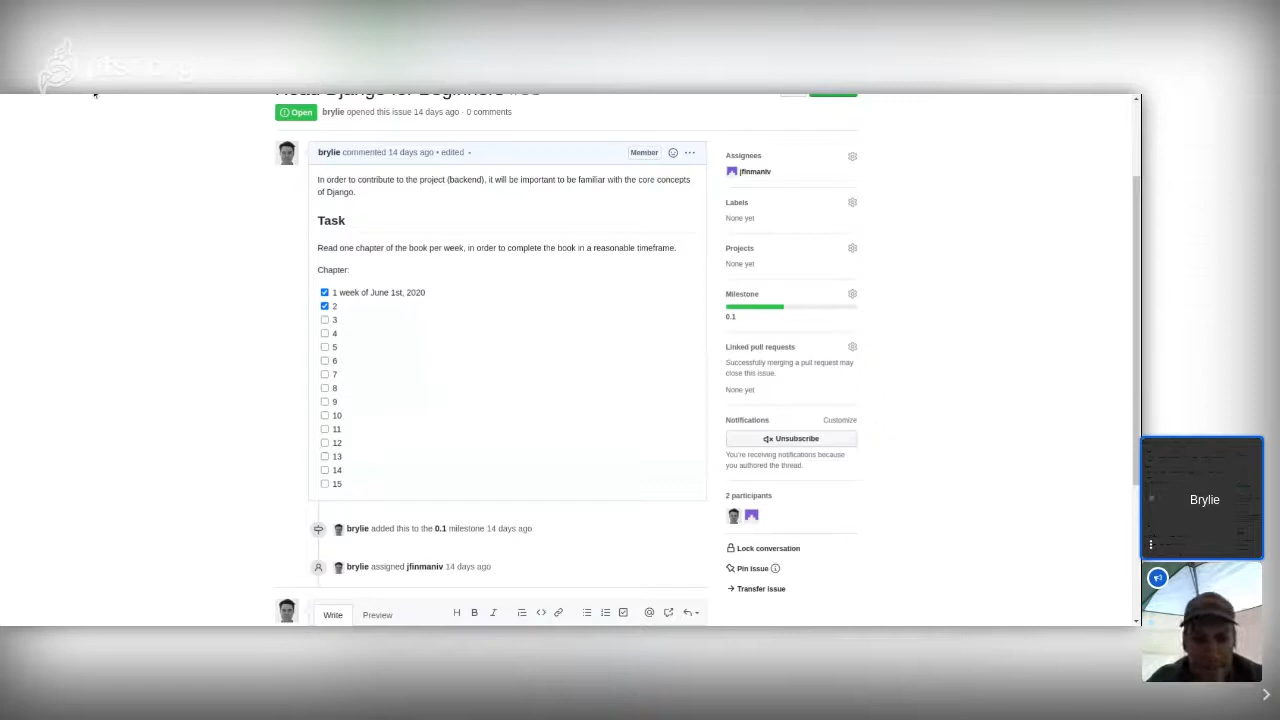 Read Django for Beginners
Open
brylie opened this issue 14 days ago · 0 comments
brylie commented 14 days ago • edited
Member
In order to contribute to the project (backend), it will be important to be familiar with the core concepts
of Django.
Task
Read one chapter of the book per week, in order to complete the book in a reasonable timeframe.
Chapter:
1 week of June 1st, 2020
2
3
4
5
6
7
8
9
10
11
12
13
14
15
brylie added this to the 0.1 milestone 14 days ago
brylie assigned jfinmaniv 14 days ago
Write
Preview
H B I
Assignees
jfinmaniv
Labels
None yet
Projects
None yet
Milestone
0.1
Linked pull requests
Successfully merging a pull request may
close this issue.
None yet
Notifications
Customize
Unsubscribe
You're receiving notifications because
you authored the thread.
2 participants
Lock conversation
Pin issue
Transfer issue
Brylie